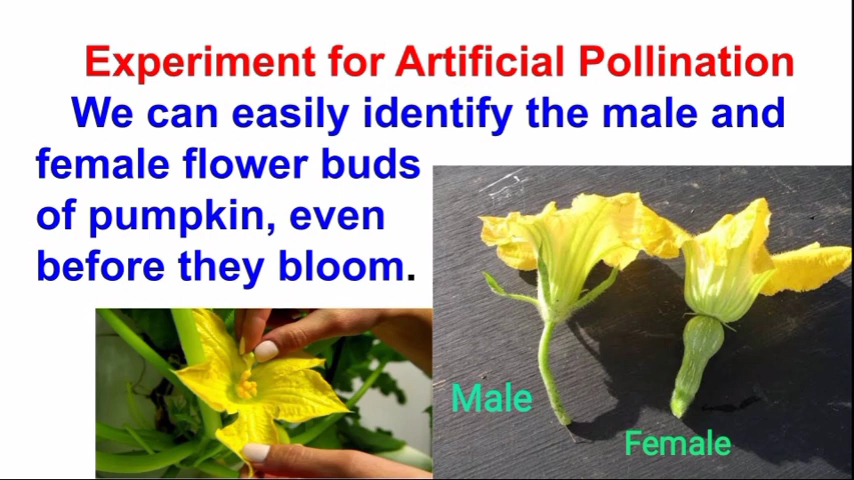 Experiment for Artificial Pollination
We can easily identify the male and
female flower buds
of pumpkin, even
before they bloom.
Male
Female